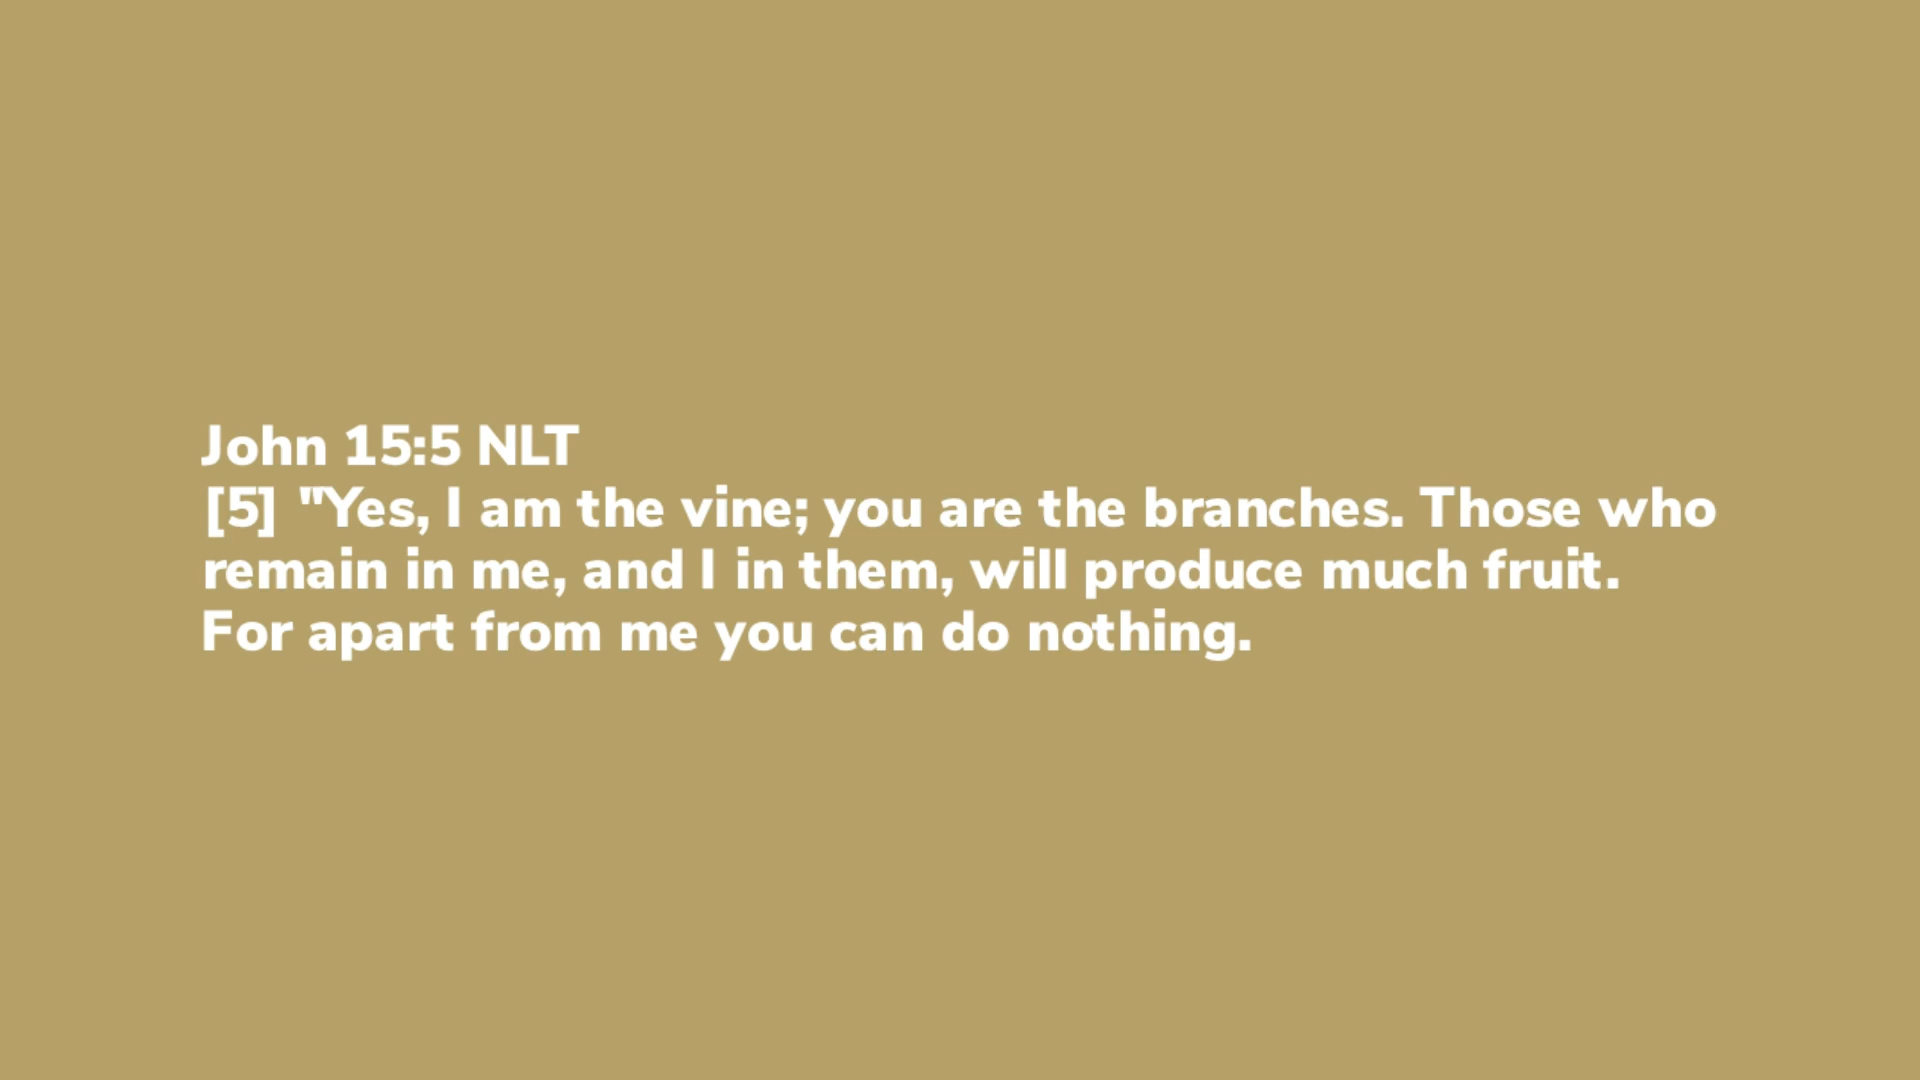 John 15:5 NLT
[5] "Yes, I am the vine; you are the branches. Those who
remain in me, and I in them, will produce much fruit.
For apart from me you can do nothing.